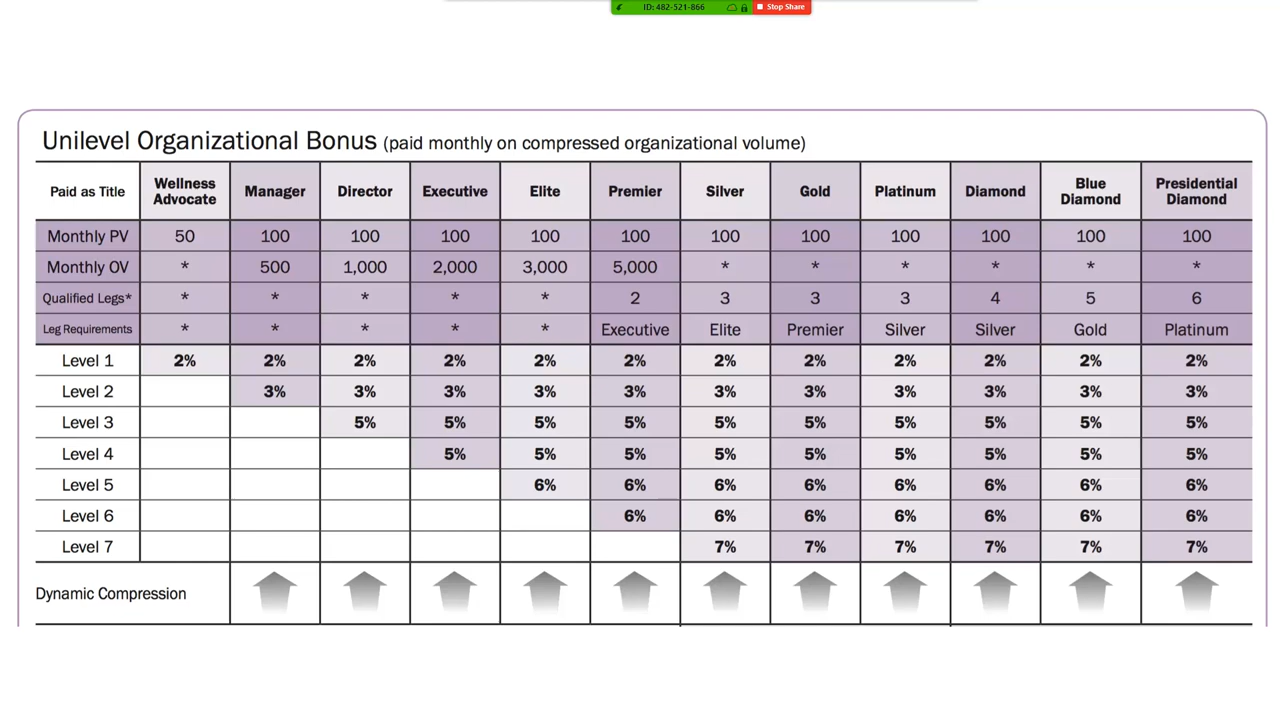 ID: 482-521-866 Stop Share
Unilevel Organizational Bonus (paid monthly on compressed organizational volume)
Paid as Title Wellness Advocate Manager Director Executive Elite Premier Silver Gold Platinum Diamond Blue Diamond Presidential Diamond
Monthly PV 50 100 100 100 100 100 100 100 100 100 100 100
Monthly OV * 500 1,000 2,000 3,000 5,000 * * * * * *
Qualified Legs* * * * * * 2 3 3 3 4 5 6
Leg Requirements * * * * * Executive Elite Premier Silver Silver Gold Platinum
Level 1 2% 2% 2% 2% 2% 2% 2% 2% 2% 2% 2% 2%
Level 2 3% 3% 3% 3% 3% 3% 3% 3% 3% 3% 3%
Level 3 5% 5% 5% 5% 5% 5% 5% 5% 5% 5%
Level 4 5% 5% 5% 5% 5% 5% 5% 5% 5%
Level 5 6% 6% 6% 6% 6% 6% 6% 6%
Level 6 6% 6% 6% 6% 6% 6% 6%
Level 7 7% 7% 7% 7% 7% 7%
Dynamic Compression